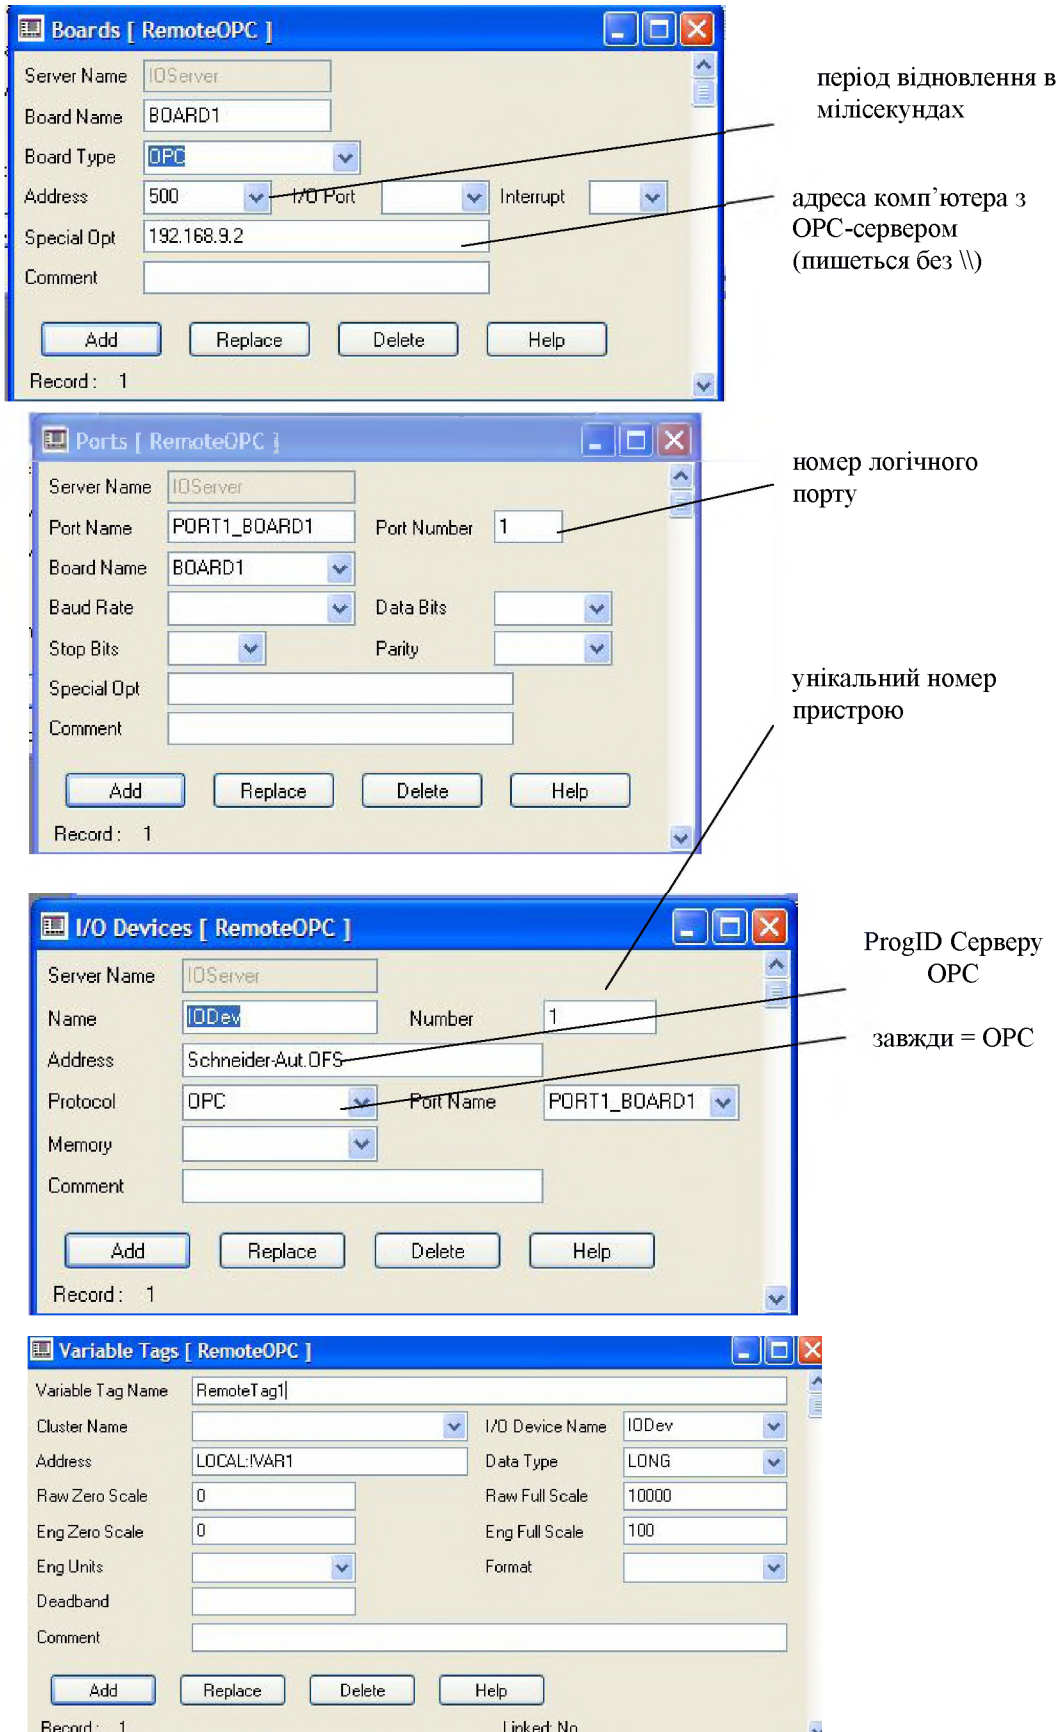 Boards [ RemoteOPC ]
Server Name IOServer
Board Name BOARD1
Board Type OPC
Address 500 I/O Port Interrupt
Special Opt 192.168.9.2
Comment
Add Replace Delete Help
Record : 1
період відновлення в
мілісекундах
адреса комп’ютера з
OPC-сервером
(пишеться без \\)
Ports [ RemoteOPC ]
Server Name IOServer
Port Name PORT1_BOARD1 Port Number 1
Board Name BOARD1
Baud Rate Data Bits
Stop Bits Parity
Special Opt
Comment
Add Replace Delete Help
Record : 1
номер логічного
порту
унікальний номер
пристрою
I/O Devices [ RemoteOPC ]
Server Name IOServer
Name IODev Number 1
Address Schneider-Aut.OFS
Protocol OPC Port Name PORT1_BOARD1
Memory
Comment
Add Replace Delete Help
Record : 1
ProgID Серверу
OPC
завжди = OPC
Variable Tags [ RemoteOPC ]
Variable Tag Name RemoteTag1
Cluster Name I/O Device Name IODev
Address LOCAL:IVAR1 Data Type LONG
Raw Zero Scale 0 Raw Full Scale 10000
Eng Zero Scale 0 Eng Full Scale 100
Eng Units Format
Deadband
Comment
Add Replace Delete Help
Record : 1 Linked: No